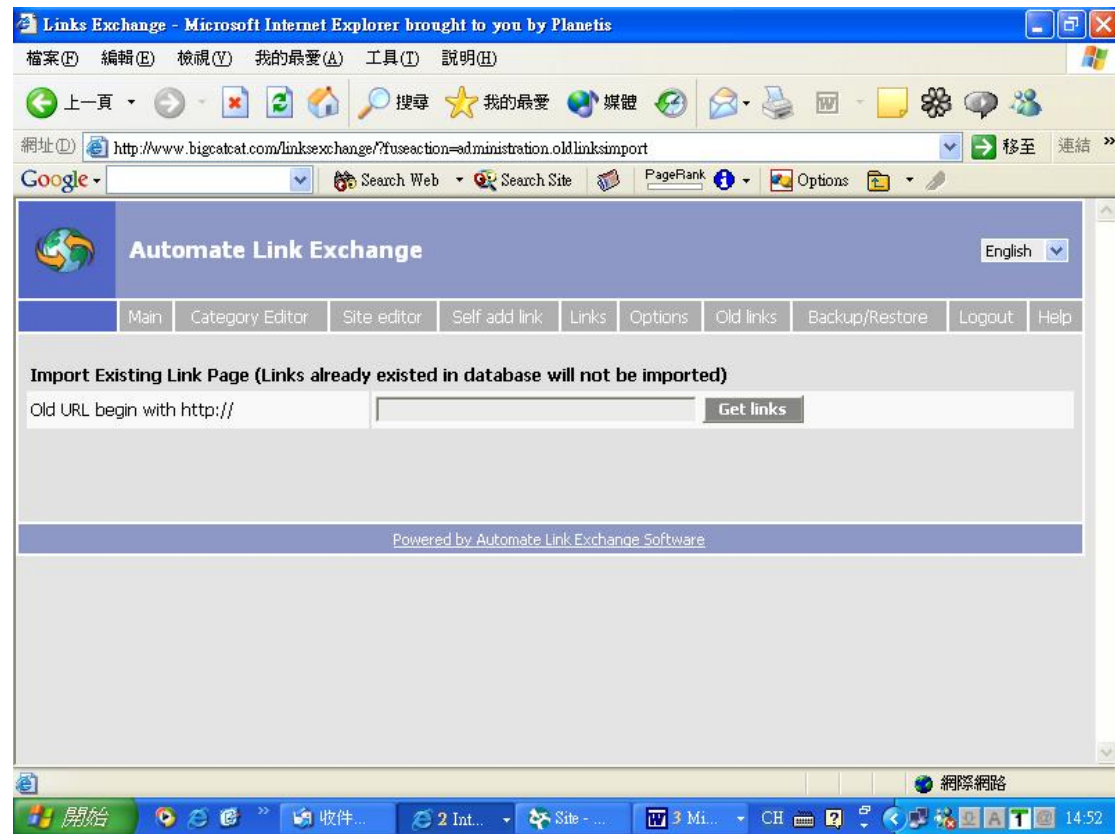 Links Exchange - Microsoft Internet Explorer brought to you by Planetis
檔案(F) 編輯(E) 檢視(V) 我的最愛(A) 工具(T) 說明(H)
上一頁 搜尋 我的最愛 媒體
網址(D) http://www.bigcatcat.com/linksexchange/?fuseaction=administration.oldlinksimport 移至 連結 »
Google Search Web Search Site PageRank Options
Automate Link Exchange English
Main Category Editor Site editor Self add link Links Options Old links Backup/Restore Logout Help
Import Existing Link Page (Links already existed in database will not be imported)
Old URL begin with http:// Get links
Powered by Automate Link Exchange Software
網際網路
開始 » 收件... 2 Int... Site - ... 3 Mi... CH 14:52